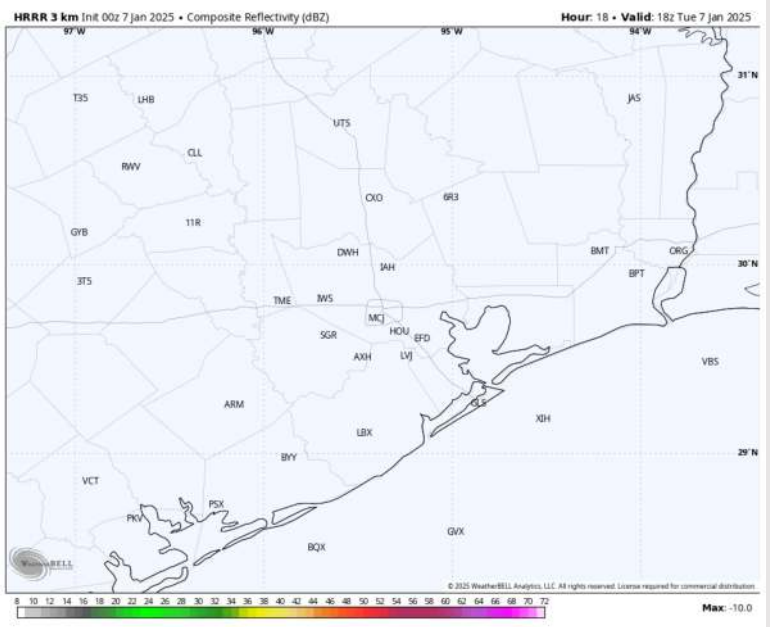 HRRR 3 km Init 00z 7 Jan 2025 • Composite Reflectivity (dBZ) Hour: 18 • Valid: 18z Tue 7 Jan 2025
97°W 96°W 95°W 94°W
31°N
T35 LHB JAS
UTS
CLL
RWV
CXO 6R3
11R
GYB
DWH BMT ORG
IAH 30°N
BPT
3T5
TME IWS
MCJ
HOU
SGR EFD
AXH LVJ
VBS
ARM GLS
XIH
LBX
BYY 29°N
VCT
PSX
PKV
GVX
BQX
WeatherBELL
© 2025 WeatherBELL Analytics, LLC. All rights reserved. License required for commercial distribution.
8 10 12 14 16 18 20 22 24 26 28 30 32 34 36 38 40 42 44 46 48 50 52 54 56 58 60 62 64 66 68 70 72 Max: -10.0